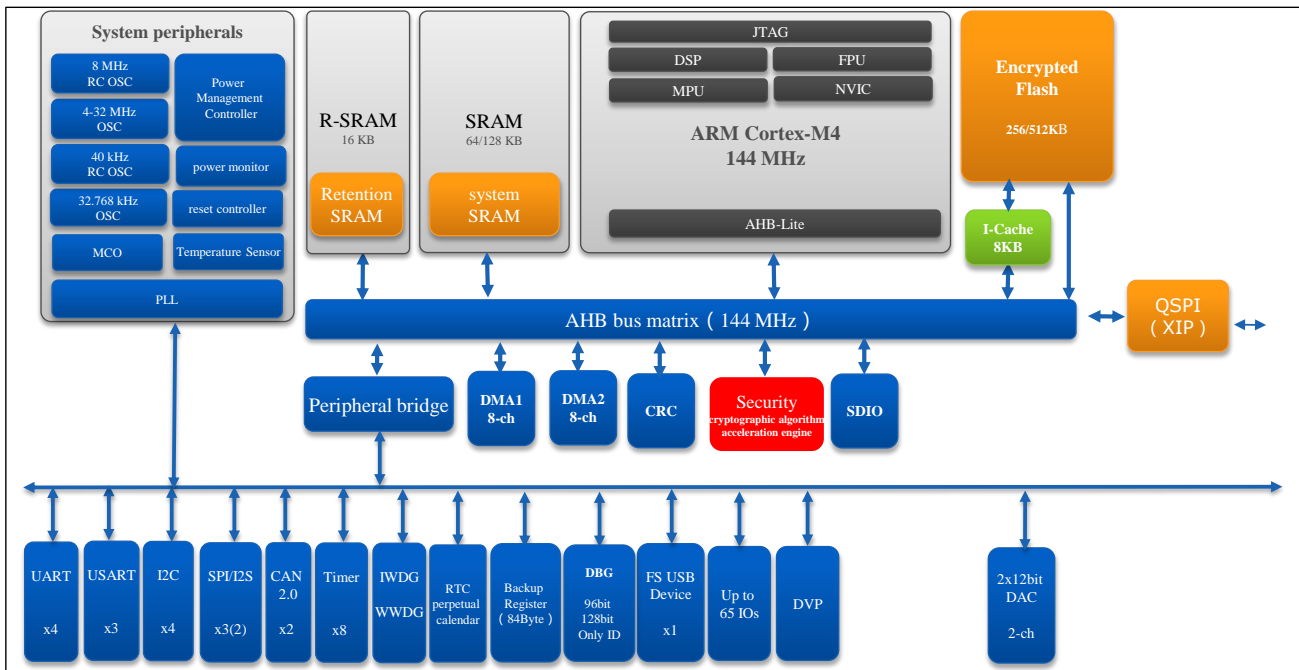 System peripherals
8 MHz
RC OSC
Power
Management
Controller
4-32 MHz
OSC
40 kHz
RC OSC
power monitor
32.768 kHz
OSC
reset controller
MCO
Temperature Sensor
PLL
R-SRAM
16 KB
Retention
SRAM
SRAM
64/128 KB
system
SRAM
JTAG
DSP
FPU
MPU
NVIC
ARM Cortex-M4
144 MHz
AHB-Lite
Encrypted
Flash
256/512KB
I-Cache
8KB
AHB bus matrix ( 144 MHz )
QSPI
( XIP )
Peripheral bridge
DMA1
8-ch
DMA2
8-ch
CRC
Security
cryptographic algorithm
acceleration engine
SDIO
UART
x4
USART
x3
I2C
x4
SPI/I2S
x3(2)
CAN
2.0
x2
Timer
x8
IWDG
WWDG
RTC
perpetual
calendar
Backup
Register
( 84Byte )
DBG
96bit
128bit
Only ID
FS USB
Device
x1
Up to
65 IOs
DVP
2x12bit
DAC
2-ch